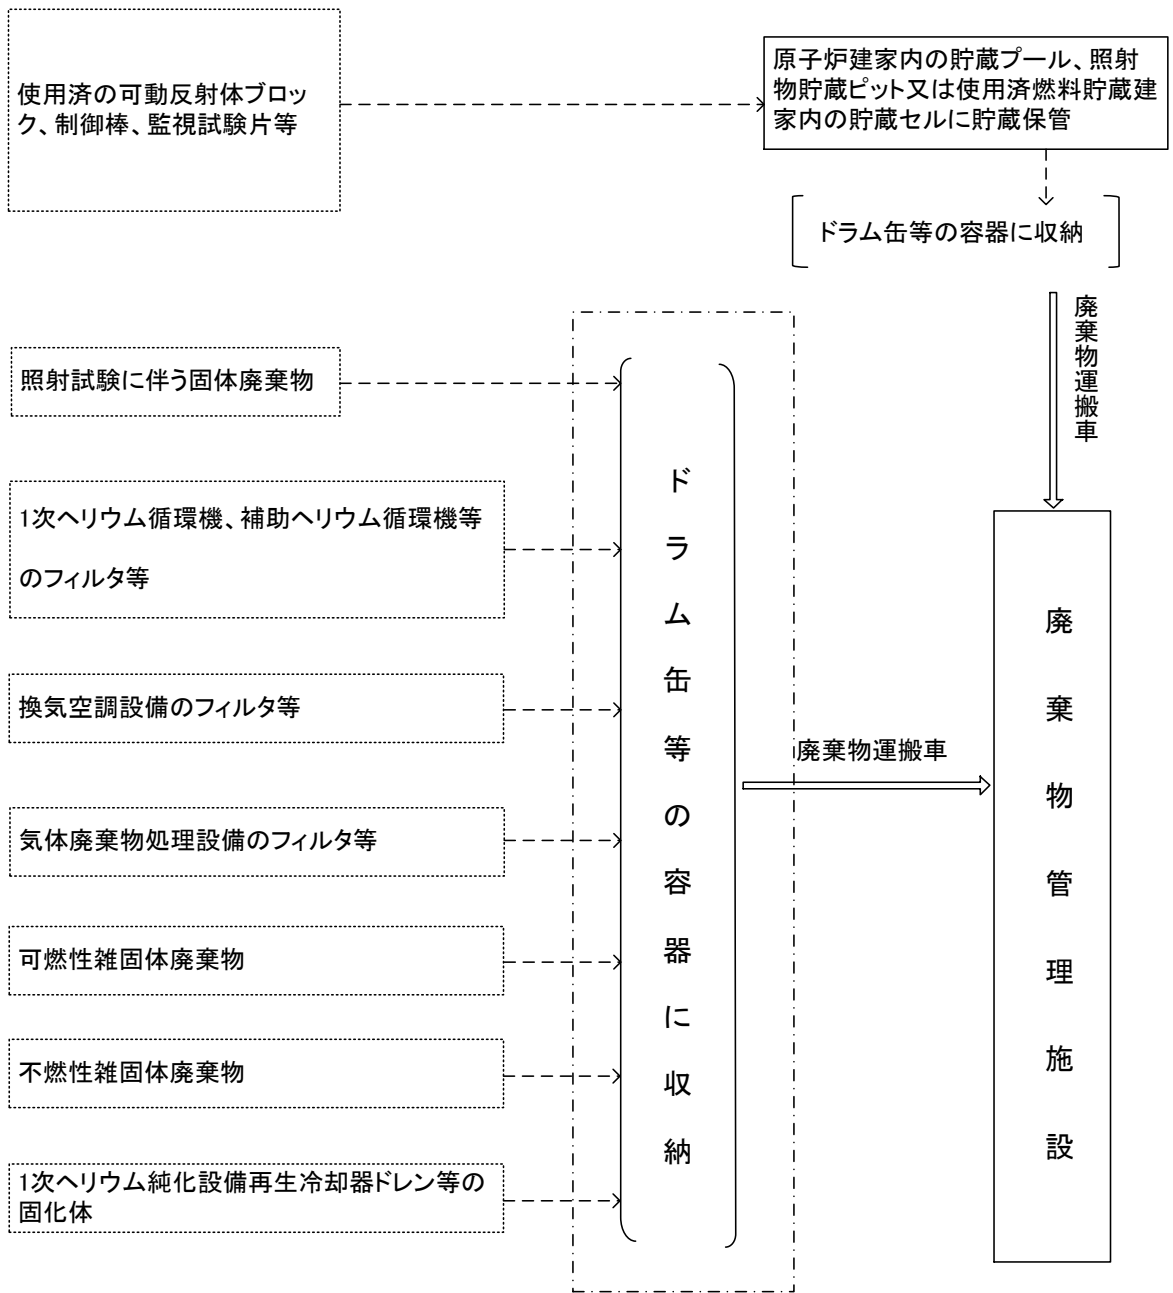 使用済の可動反射体ブロッ
ク、制御棒、監視試験片等
原子炉建家内の貯蔵プール、照射
物貯蔵ピット又は使用済燃料貯蔵建
家内の貯蔵セルに貯蔵保管
ドラム缶等の容器に収納
廃棄物運搬車
照射試験に伴う固体廃棄物
1次ヘリウム循環機、補助ヘリウム循環機等
のフィルタ等
換気空調設備のフィルタ等
気体廃棄物処理設備のフィルタ等
可燃性雑固体廃棄物
不燃性雑固体廃棄物
1次ヘリウム純化設備再生冷却器ドレン等の
固化体
ドラム缶等の容器に収納
廃棄物運搬車
廃棄物管理施設